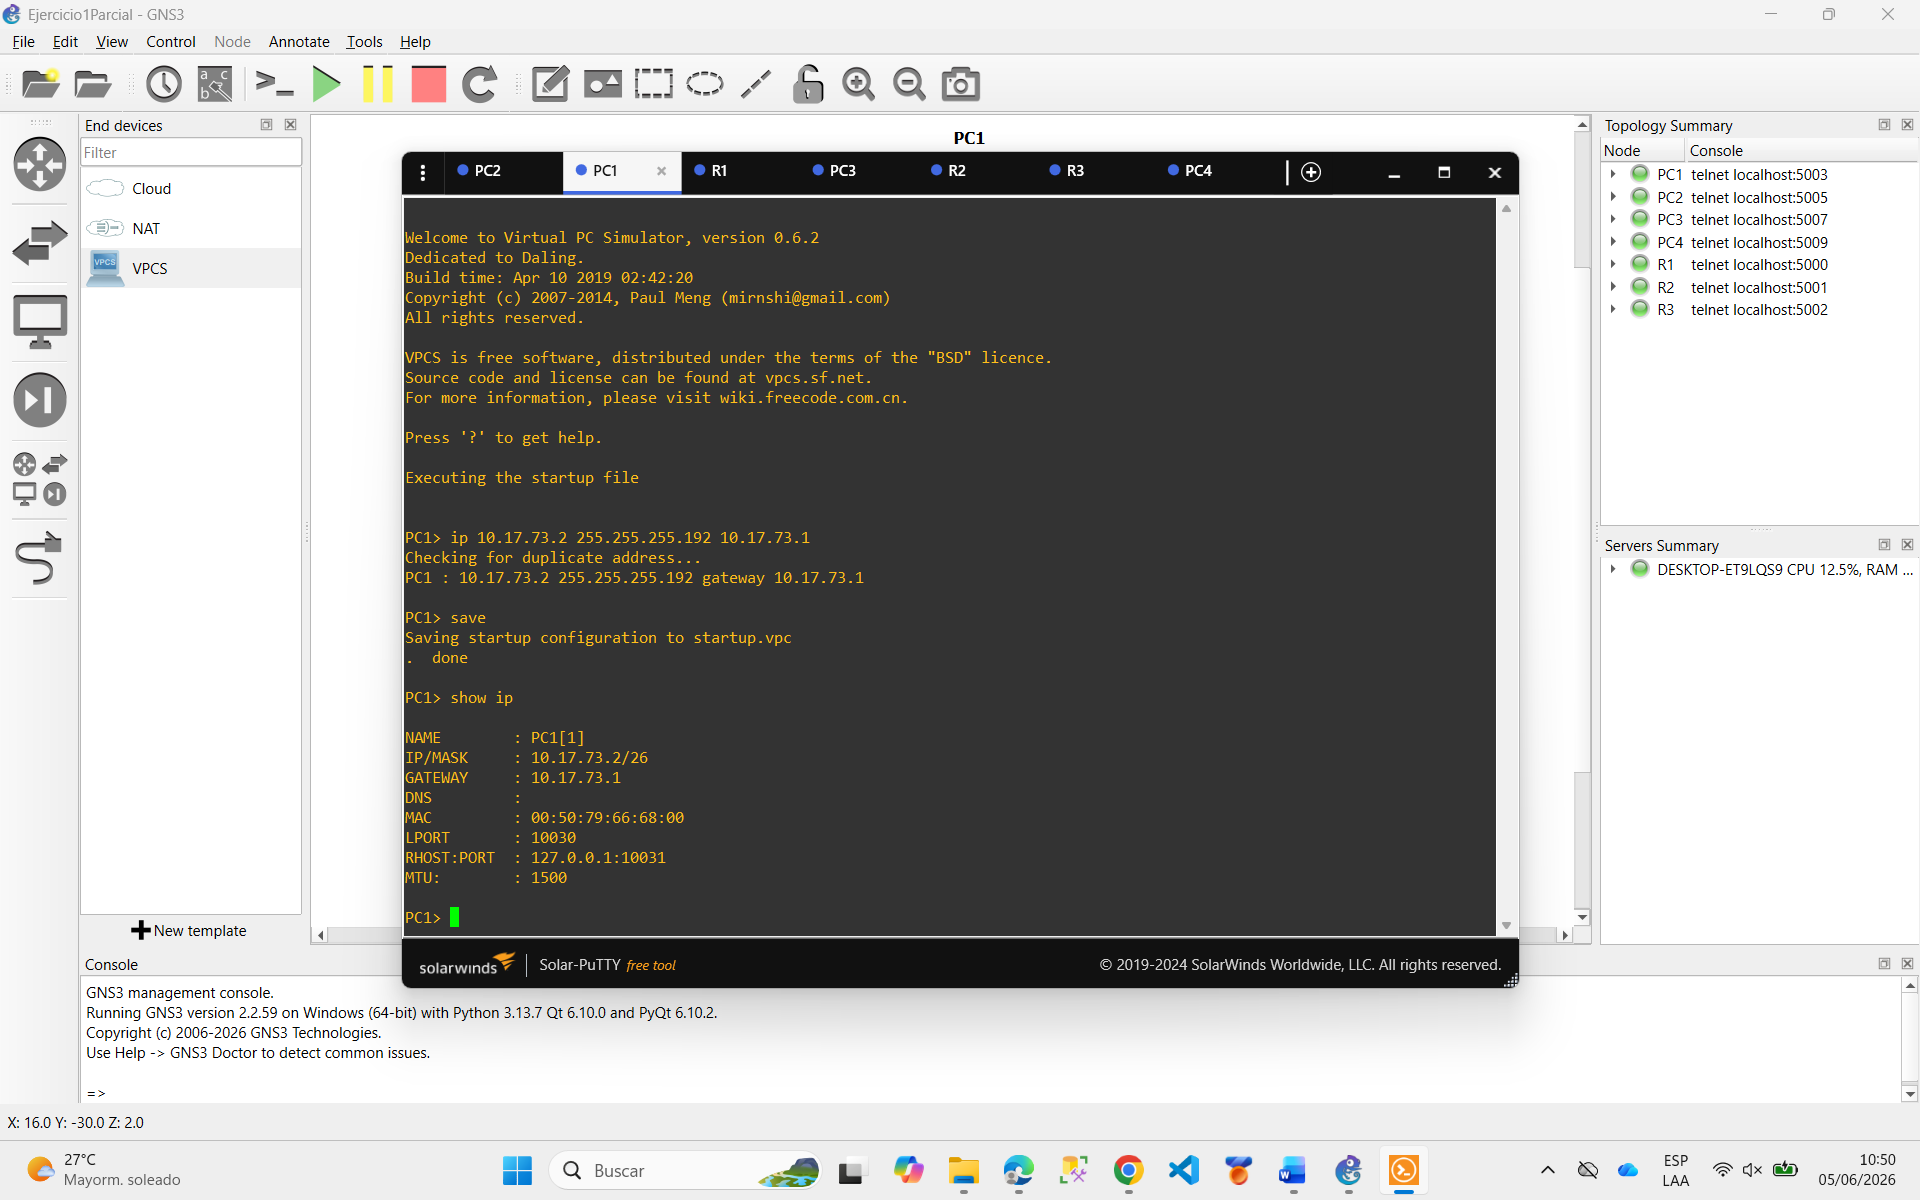 Ejercicio1Parcial - GNS3
File Edit View Control Node Annotate Tools Help
End devices
Filter
Cloud
NAT
VPCS
VPCS
New template
PC1
PC2 PC1 R1 PC3 R2 R3 PC4
Welcome to Virtual PC Simulator, version 0.6.2
Dedicated to Daling.
Build time: Apr 10 2019 02:42:20
Copyright (c) 2007-2014, Paul Meng (mirnshi@gmail.com)
All rights reserved.
VPCS is free software, distributed under the terms of the "BSD" licence.
Source code and license can be found at vpcs.sf.net.
For more information, please visit wiki.freecode.com.cn.
Press '?' to get help.
Executing the startup file
PC1> ip 10.17.73.2 255.255.255.192 10.17.73.1
Checking for duplicate address...
PC1 : 10.17.73.2 255.255.255.192 gateway 10.17.73.1
PC1> save
Saving startup configuration to startup.vpc
.  done
PC1> show ip
NAME        : PC1[1]
IP/MASK     : 10.17.73.2/26
GATEWAY     : 10.17.73.1
DNS         :
MAC         : 00:50:79:66:68:00
LPORT       : 10030
RHOST:PORT  : 127.0.0.1:10031
MTU:        : 1500
PC1>
solarwinds Solar-PuTTY free tool © 2019-2024 SolarWinds Worldwide, LLC. All rights reserved.
Topology Summary
Node Console
PC1 telnet localhost:5003
PC2 telnet localhost:5005
PC3 telnet localhost:5007
PC4 telnet localhost:5009
R1 telnet localhost:5000
R2 telnet localhost:5001
R3 telnet localhost:5002
Servers Summary
DESKTOP-ET9LQS9 CPU 12.5%, RAM ...
Console
GNS3 management console.
Running GNS3 version 2.2.59 on Windows (64-bit) with Python 3.13.7 Qt 6.10.0 and PyQt 6.10.2.
Copyright (c) 2006-2026 GNS3 Technologies.
Use Help -> GNS3 Doctor to detect common issues.
=>
X: 16.0 Y: -30.0 Z: 2.0
27°C
Mayorm. soleado
Buscar
ESP
LAA
10:50
05/06/2026